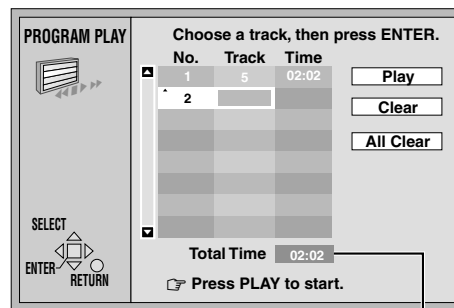 PROGRAM PLAY
Choose a track, then press ENTER.
No. Track Time
1 5 02:02
2
Play
Clear
All Clear
SELECT
ENTER
RETURN
Total Time 02:02
☞ Press PLAY to start.